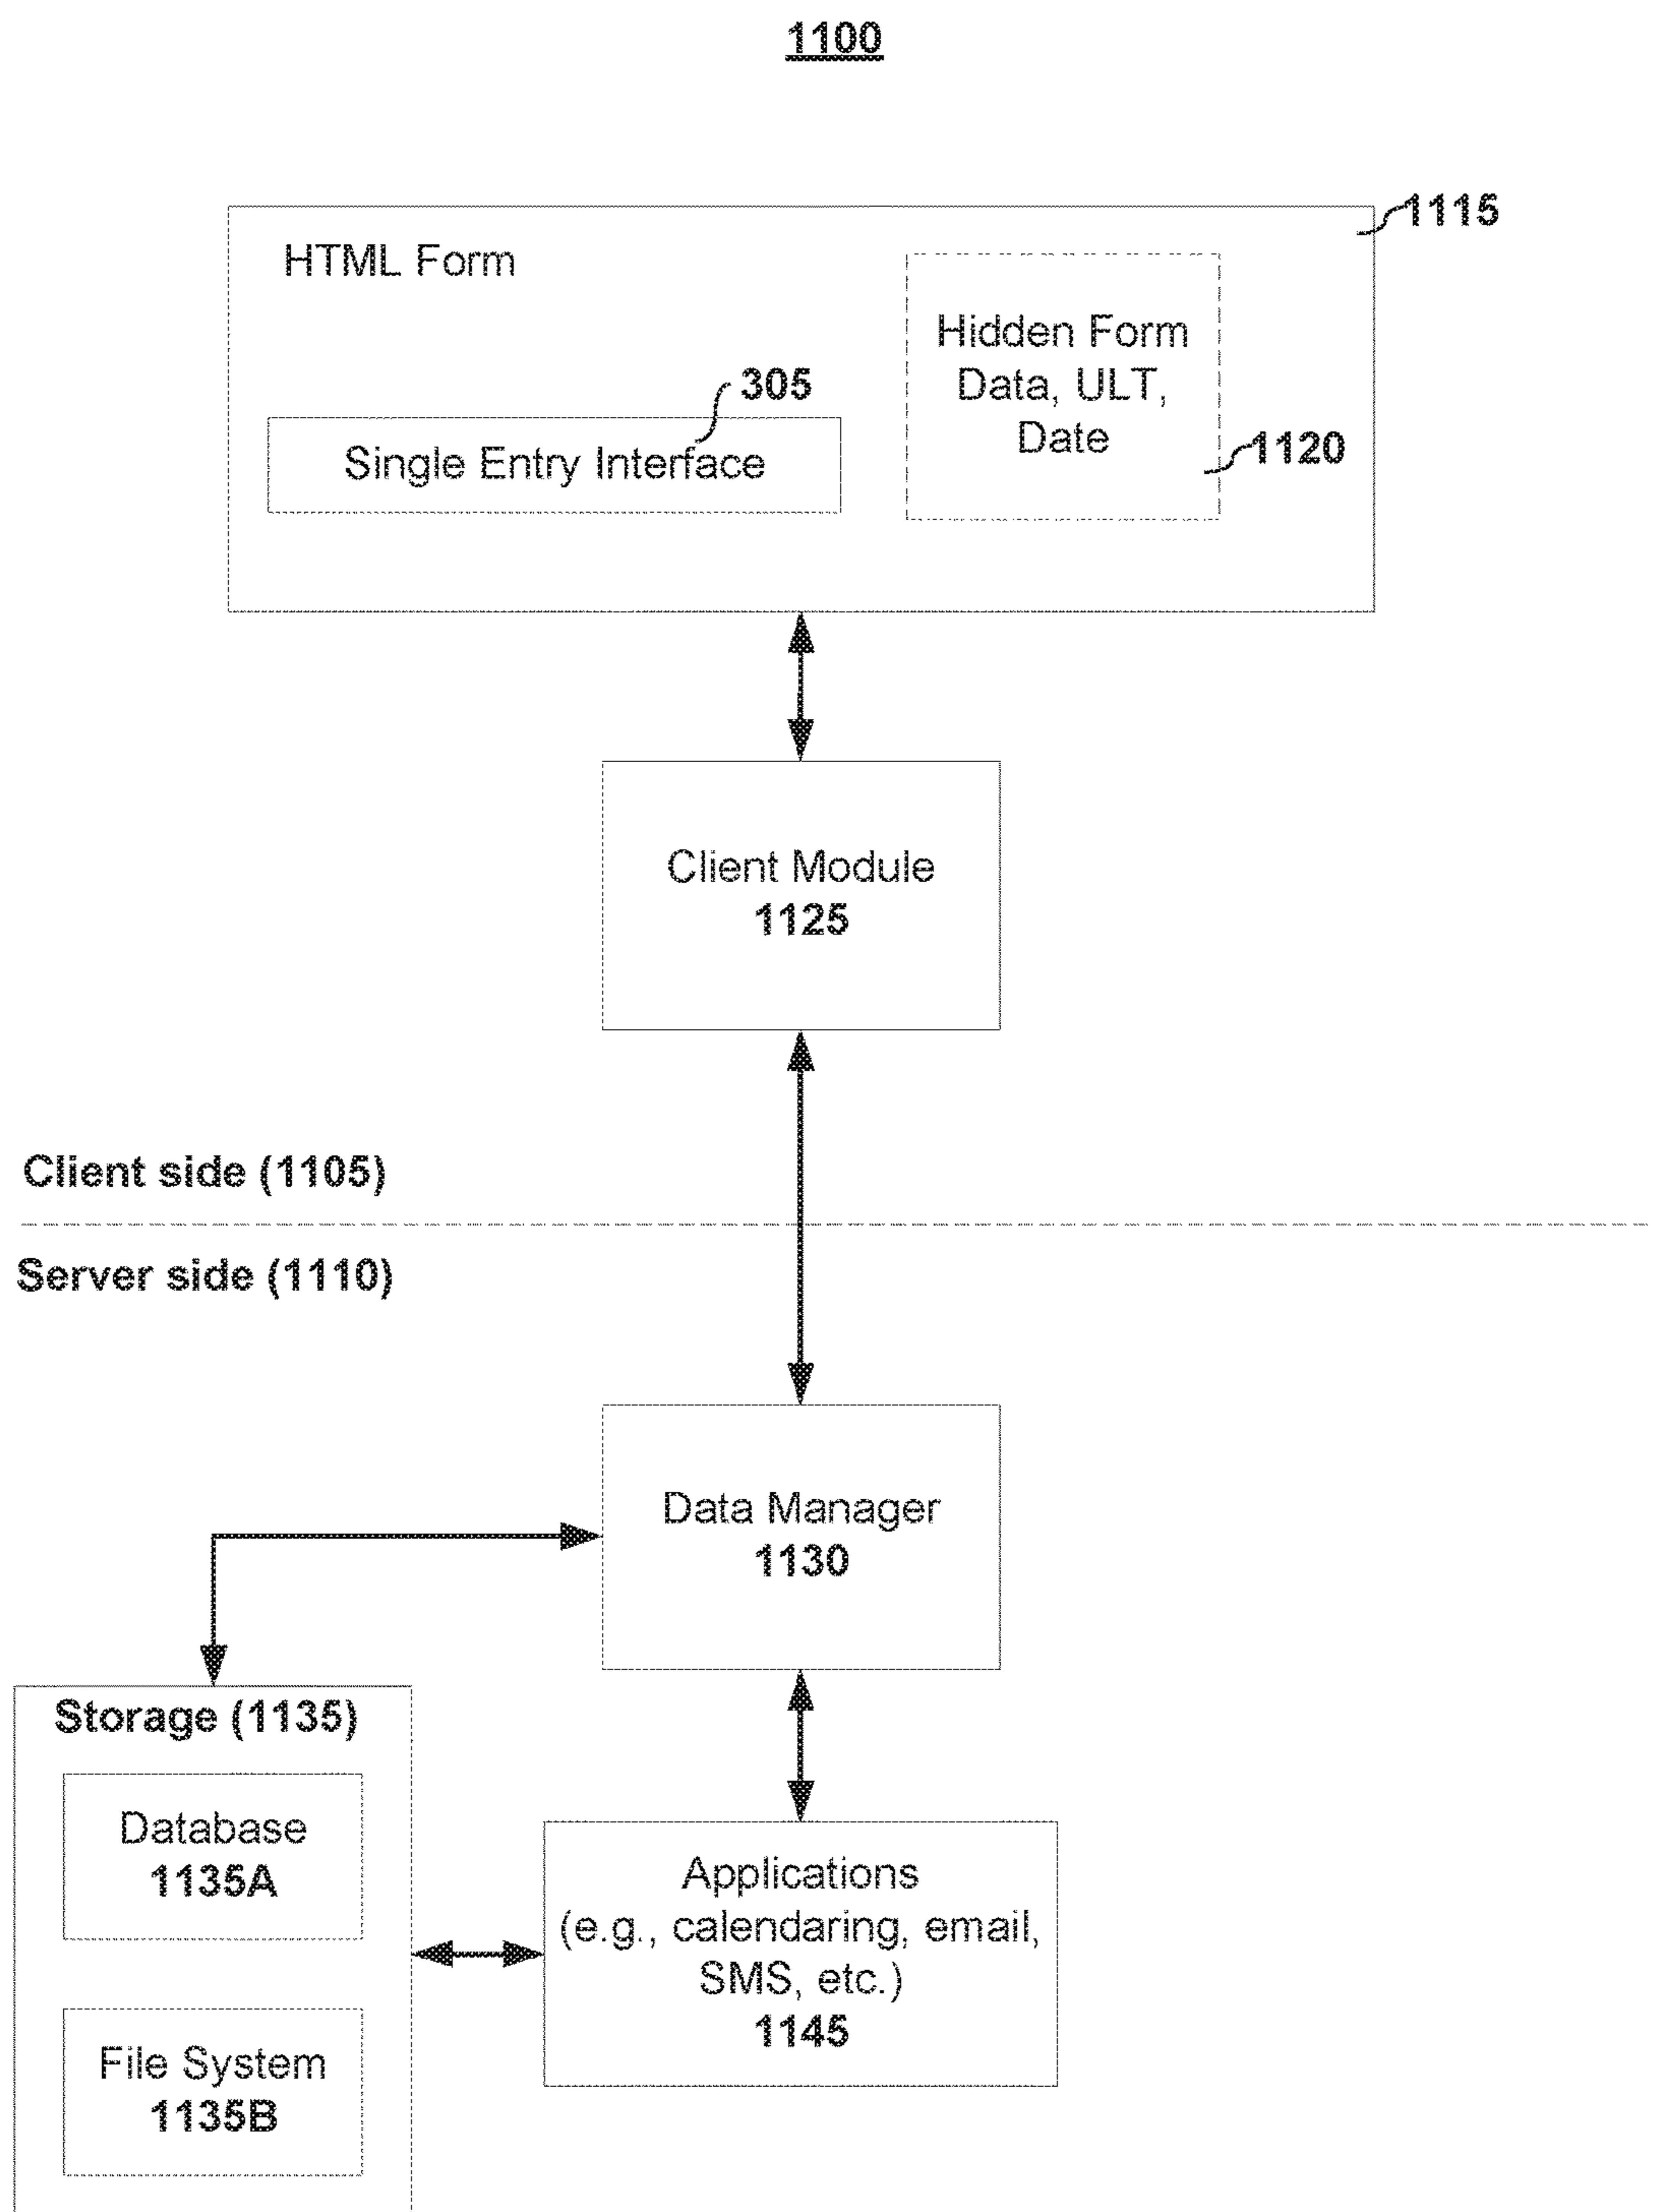 1100
1115
HTML Form
Hidden Form
Data, ULT,
Date
305
1120
Single Entry Interface
Client Module
1125
Client side (1105)
Server side (1110)
Data Manager
1130
Storage (1135)
Database
1135A
Applications
(e.g., calendaring, email,
SMS, etc.)
1145
File System
1135B